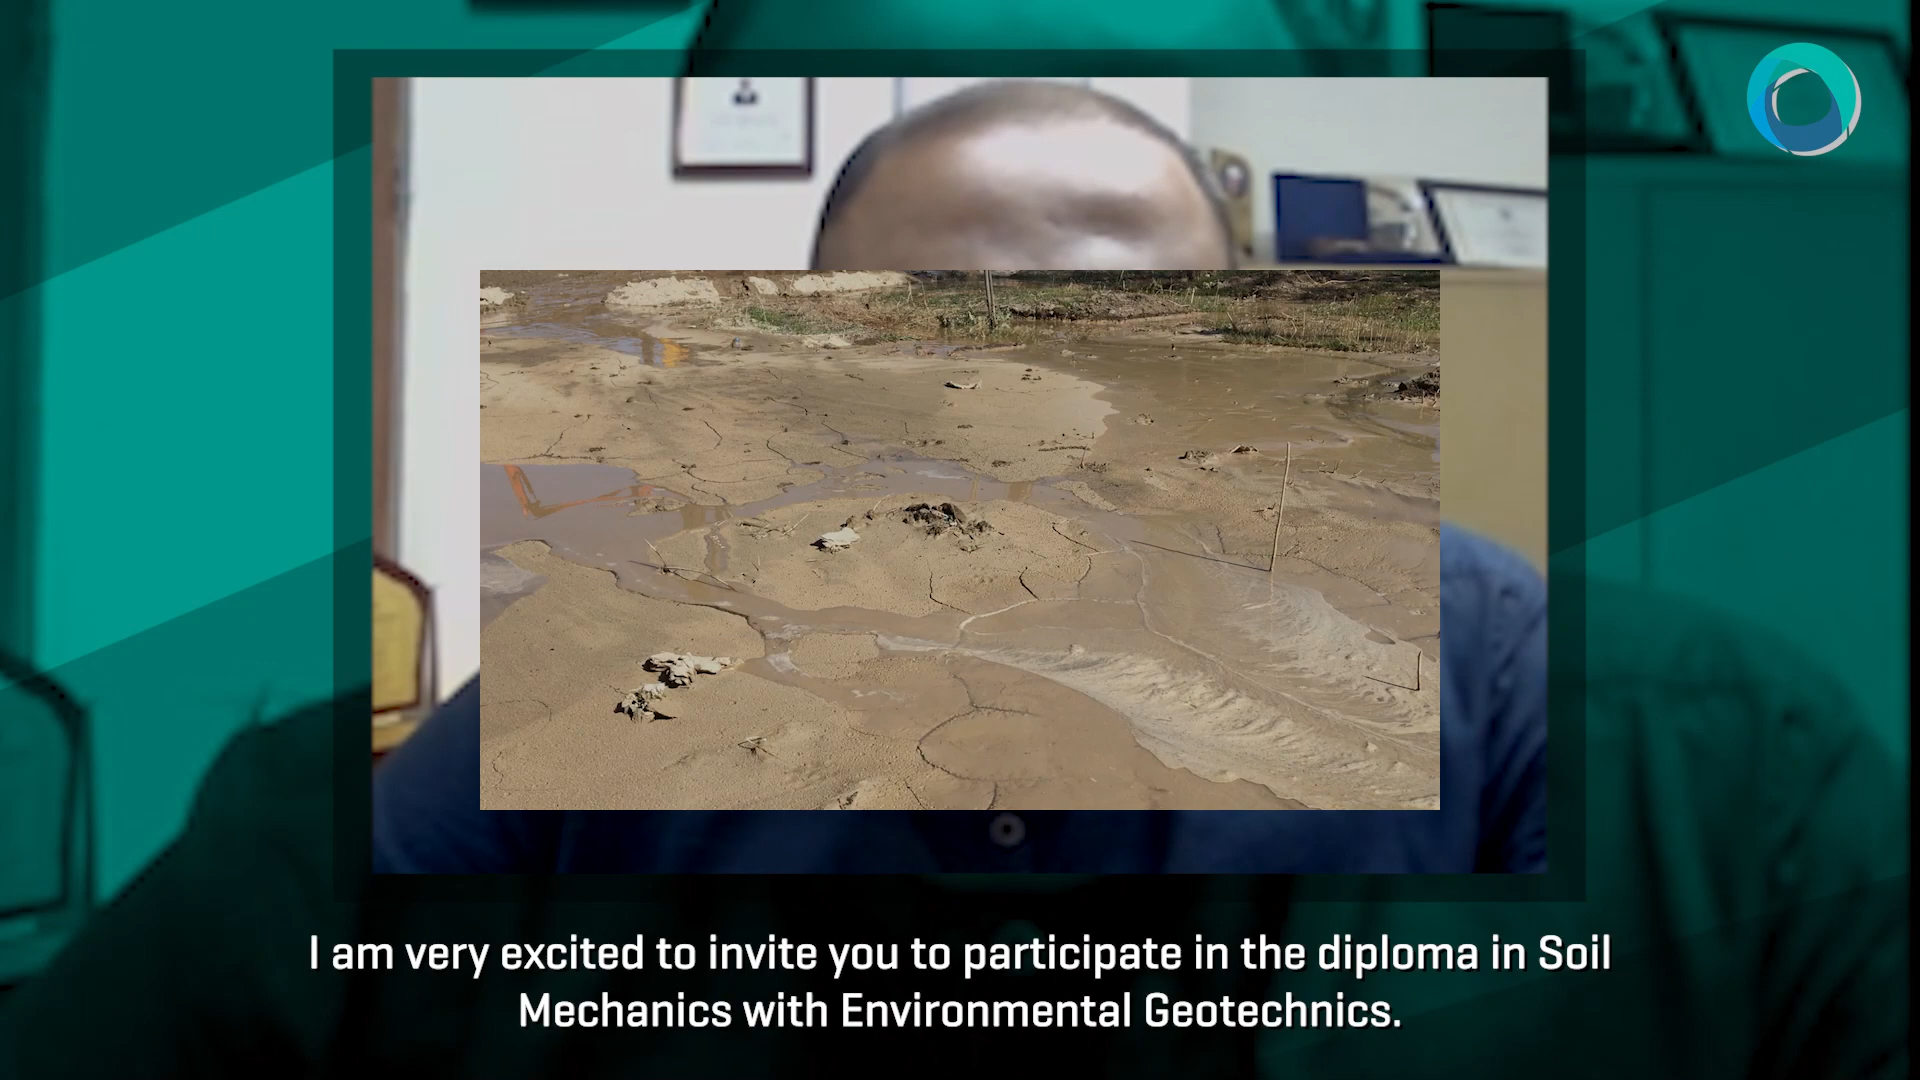 I am very excited to invite you to participate in the diploma in Soil
Mechanics with Environmental Geotechnics.